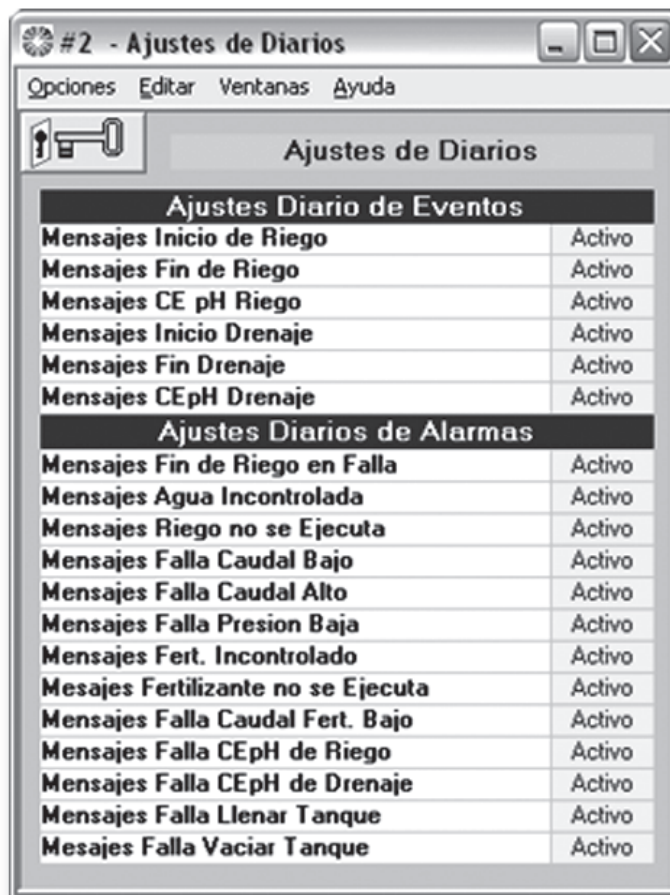 #2 - Ajustes de Diarios
Opciones Editar Ventanas Ayuda
Ajustes de Diarios
Ajustes Diario de Eventos
Mensajes Inicio de Riego Activo
Mensajes Fin de Riego Activo
Mensajes CE pH Riego Activo
Mensajes Inicio Drenaje Activo
Mensajes Fin Drenaje Activo
Mensajes CEpH Drenaje Activo
Ajustes Diarios de Alarmas
Mensajes Fin de Riego en Falla Activo
Mensajes Agua Incontrolada Activo
Mensajes Riego no se Ejecuta Activo
Mensajes Falla Caudal Bajo Activo
Mensajes Falla Caudal Alto Activo
Mensajes Falla Presion Baja Activo
Mensajes Fert. Incontrolado Activo
Mesajes Fertilizante no se Ejecuta Activo
Mensajes Falla Caudal Fert. Bajo Activo
Mensajes Falla CEpH de Riego Activo
Mensajes Falla CEpH de Drenaje Activo
Mensajes Falla Llenar Tanque Activo
Mesajes Falla Vaciar Tanque Activo